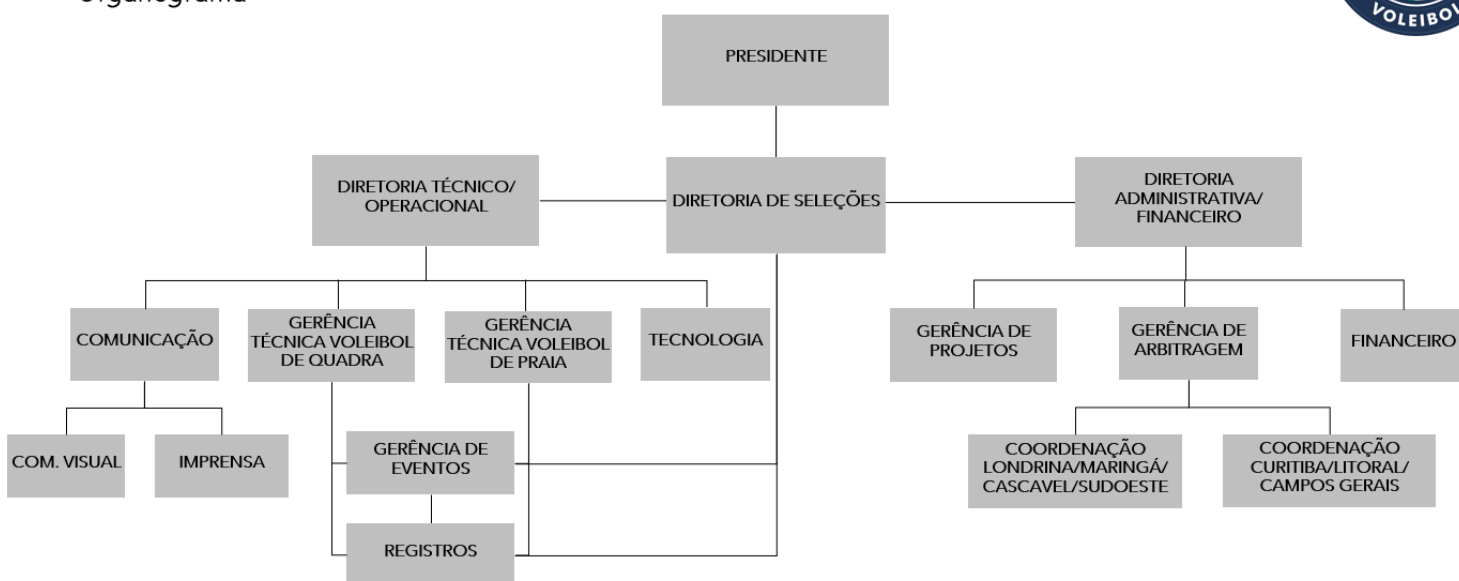 Organograma
VOLEIBOL
PRESIDENTE
DIRETORIA TÉCNICO/
OPERACIONAL
DIRETORIA DE SELEÇÕES
DIRETORIA
ADMINISTRATIVA/
FINANCEIRO
COMUNICAÇÃO
GERÊNCIA
TÉCNICA VOLEIBOL
DE QUADRA
GERÊNCIA
TÉCNICA VOLEIBOL
DE PRAIA
TECNOLOGIA
GERÊNCIA DE
PROJETOS
GERÊNCIA DE
ARBITRAGEM
FINANCEIRO
COM. VISUAL
IMPRENSA
GERÊNCIA DE
EVENTOS
COORDENAÇÃO
LONDRINA/MARINGÁ/
CASCAVEL/SUDOESTE
COORDENAÇÃO
CURITIBA/LITORAL/
CAMPOS GERAIS
REGISTROS